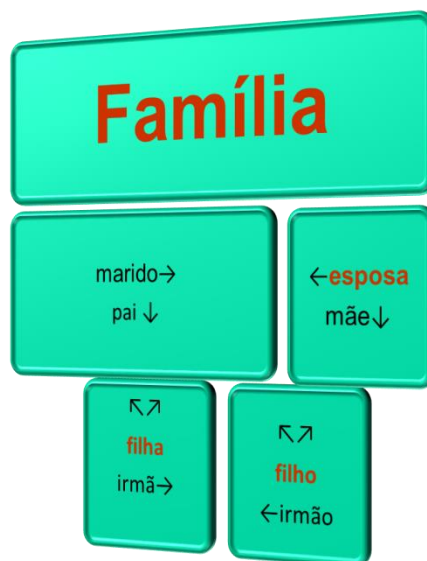 Família
marido→
pai ↓
←esposa
mãe↓
↖↗
filha
irmã→
↖↗
filho
←irmão